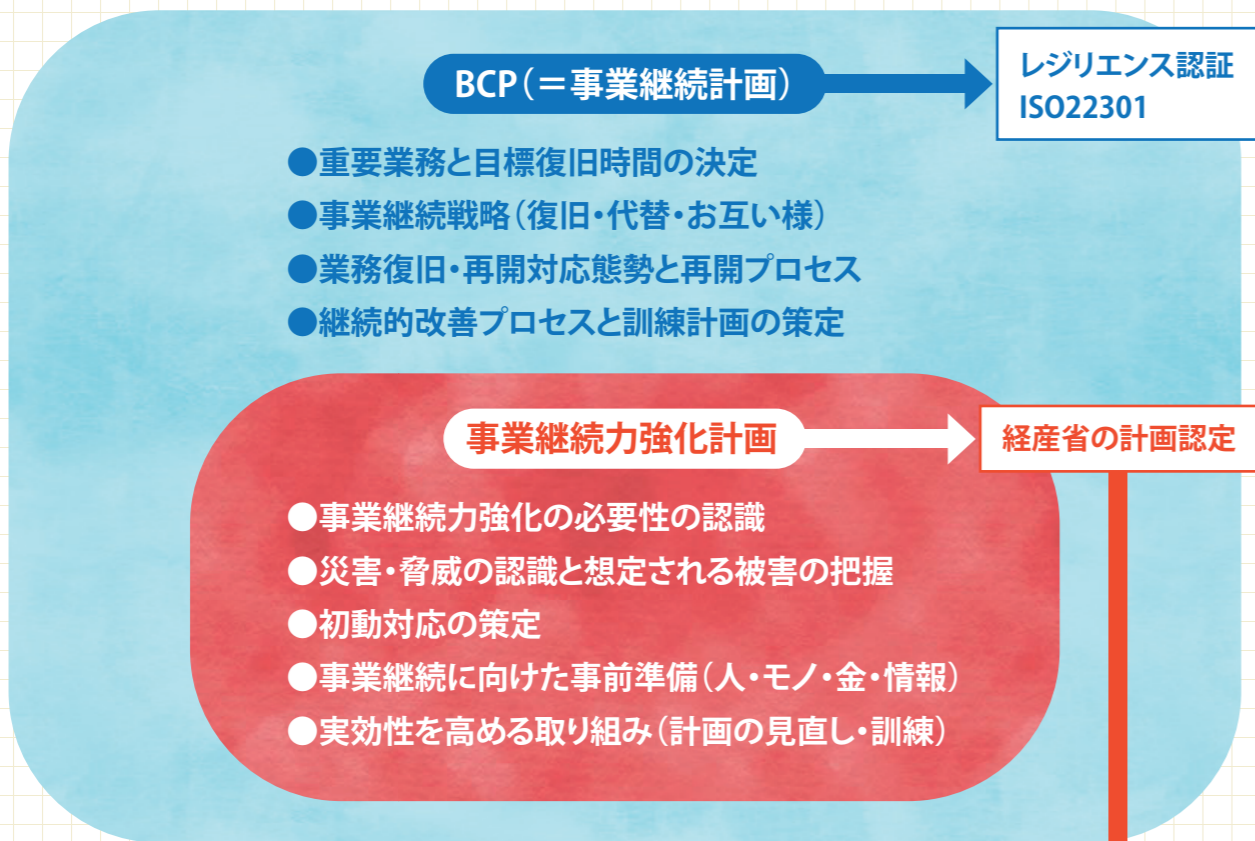 BCP（＝事業継続計画）
レジリエンス認証
ISO22301
●重要業務と目標復旧時間の決定
●事業継続戦略（復旧・代替・お互い様）
●業務復旧・再開対応態勢と再開プロセス
●継続的改善プロセスと訓練計画の策定
事業継続力強化計画
経産省の計画認定
●事業継続力強化の必要性の認識
●災害・脅威の認識と想定される被害の把握
●初動対応の策定
●事業継続に向けた事前準備（人・モノ・金・情報）
●実効性を高める取り組み（計画の見直し・訓練）